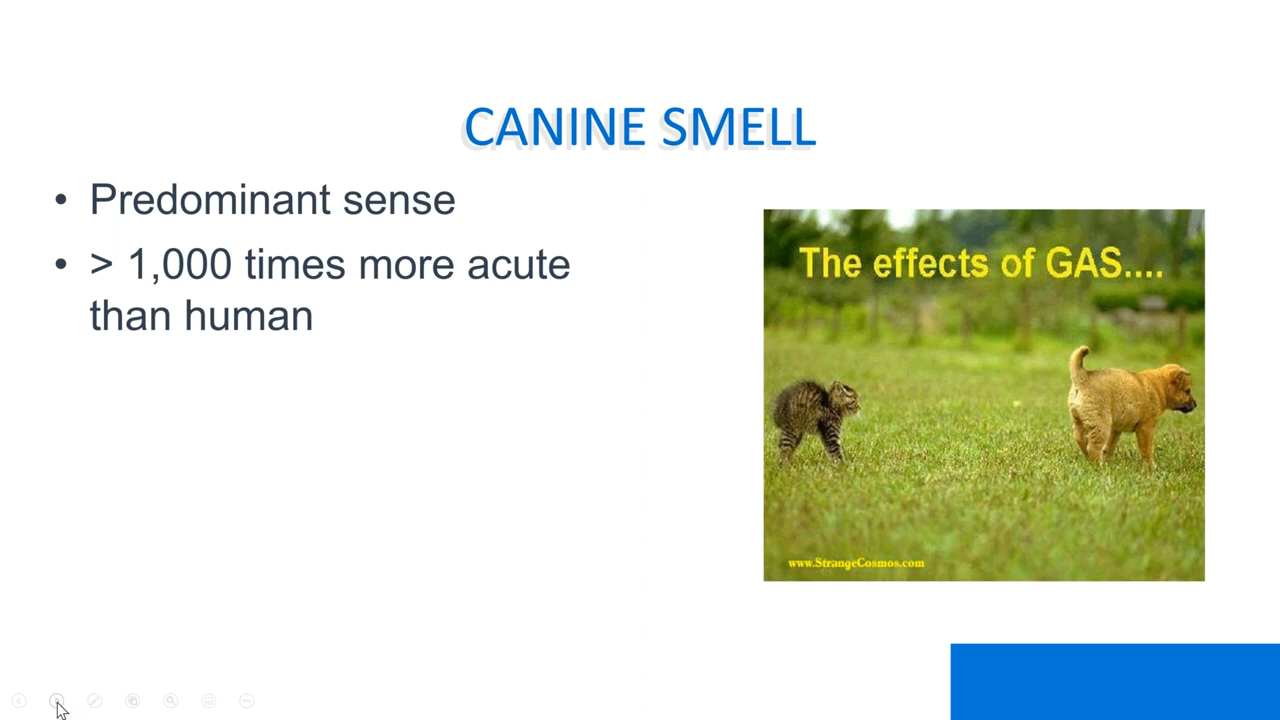 CANINE SMELL
• Predominant sense
• > 1,000 times more acute
than human
The effects of GAS....
www.StrangeCosmos.com